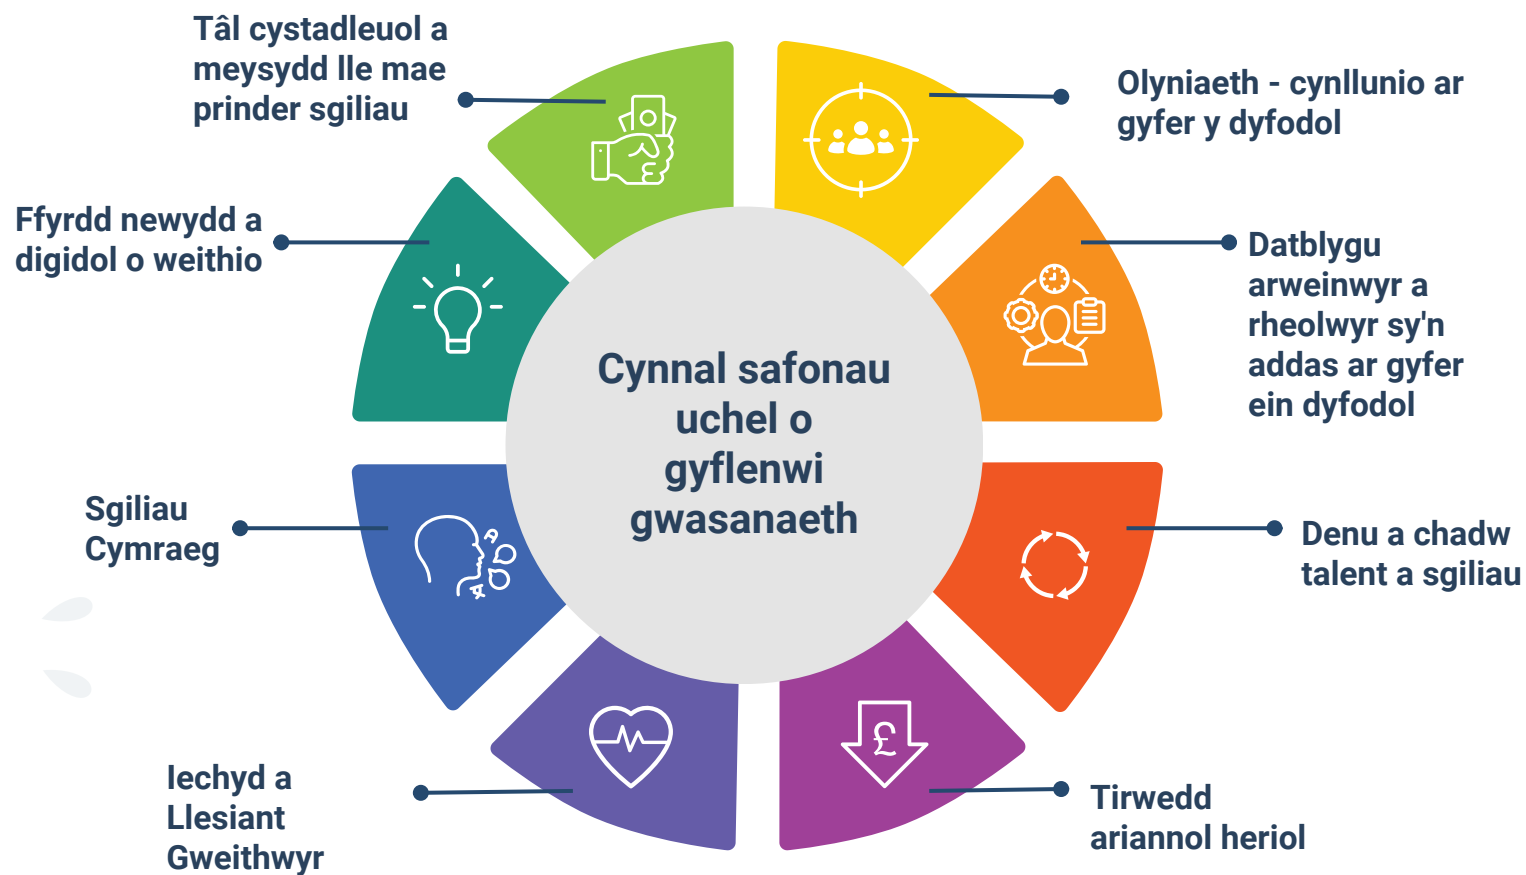 Tâl cystadleuol a
meysydd lle mae
prinder sgiliau
Olyniaeth - cynllunio ar
gyfer y dyfodol
Ffyrdd newydd a
digidol o weithio
Datblygu
arweinwyr a
rheolwyr sy'n
addas ar gyfer
ein dyfodol
Cynnal safonau
uchel o
gyflenwi
gwasanaeth
Sgiliau
Cymraeg
Denu a chadw
talent a sgiliau
Iechyd a
Llesiant
Gweithwyr
£
Tirwedd
ariannol heriol